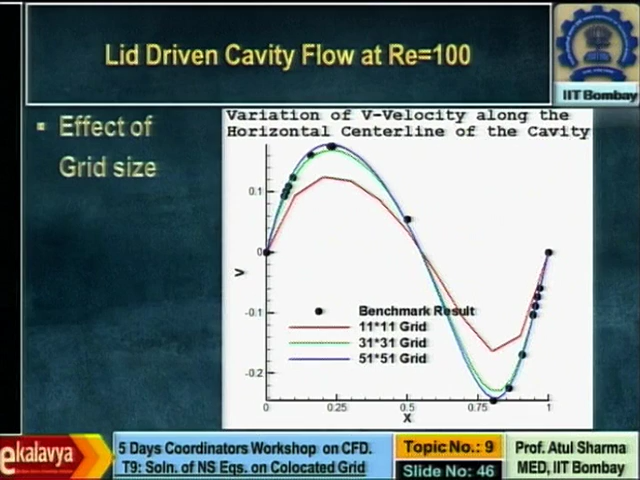 Lid Driven Cavity Flow at Re=100
IIT Bombay
Effect of
Grid size
Variation of V-Velocity along the
Horizontal Centerline of the Cavity
0.1
0
-0.1
-0.2
V
Benchmark Result
11*11 Grid
31*31 Grid
51*51 Grid
0 0.25 0.5 0.75 1
X
ekalavya
5 Days Coordinators Workshop on CFD.
T9: Soln. of NS Eqs. on Colocated Grid
Topic No.: 9
Slide No: 46
Prof. Atul Sharma
MED, IIT Bombay